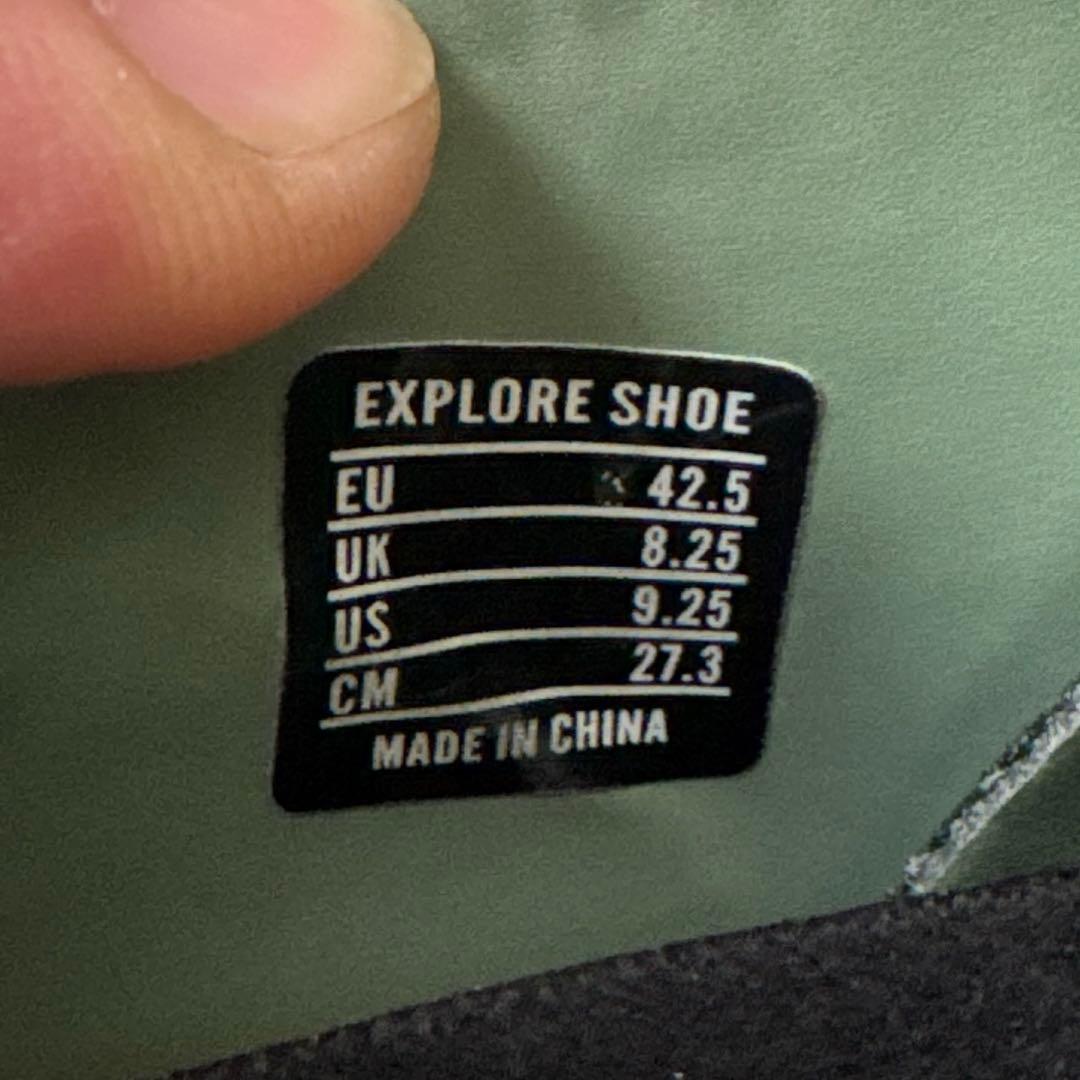 EXPLORE SHOE
EU 42.5
UK 8.25
US 9.25
CM 27.3
MADE IN CHINA